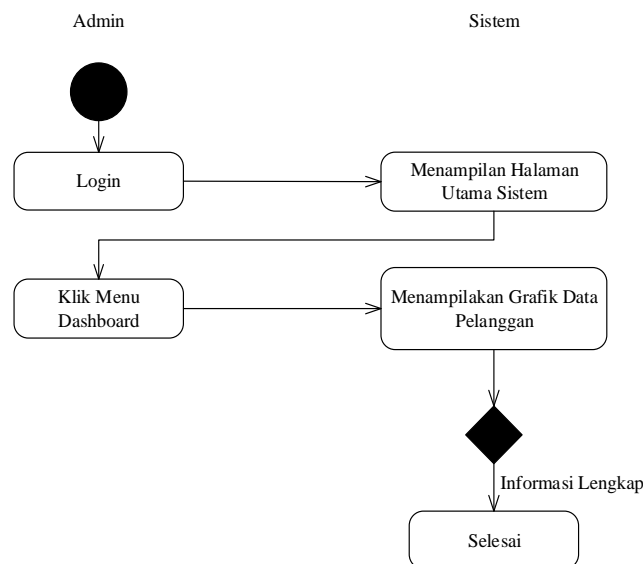 Admin
Sistem
Login
Menampilan Halaman
Utama Sistem
Klik Menu
Dashboard
Menampilakan Grafik Data
Pelanggan
Informasi Lengkap
Selesai